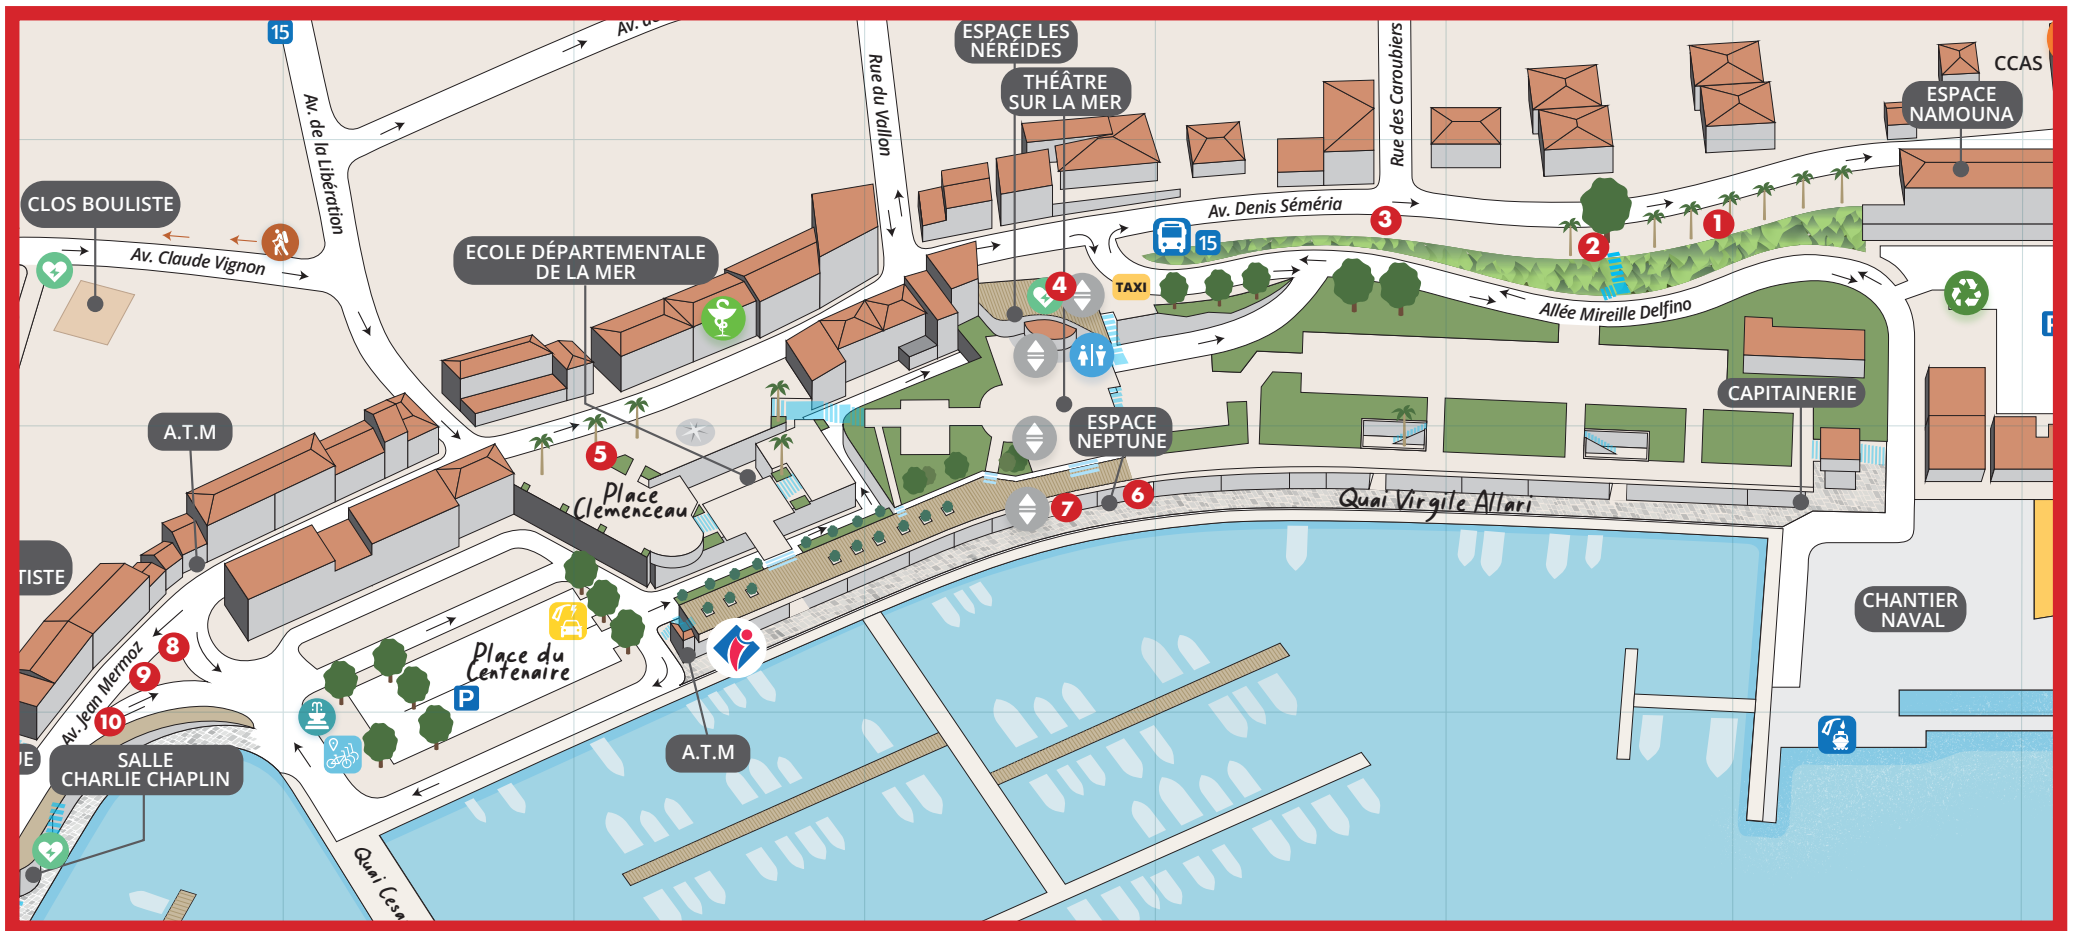 15
Av. de
ESPACE LES
NÉRÉIDES
THÉÂTRE
SUR LA MER
Rue du Vallon
Rue des Caroubiers
CCAS
ESPACE
NAMOUNA
Av. de la Libération
CLOS BOULISTE
Av. Claude Vignon
ECOLE DÉPARTEMENTALE
DE LA MER
Av. Denis Séméria
15
3
2
1
4
TAXI
Allée Mireille Delfino
P
CAPITAINERIE
A.T.M
ESPACE
NEPTUNE
5
Place
Clemenceau
7
6
Quai Virgile Allari
TISTE
CHANTIER
NAVAL
8
9
10
Av. Jean Mermoz
Place du
Centenaire
P
A.T.M
UE
SALLE
CHARLIE CHAPLIN
Quai Cesa